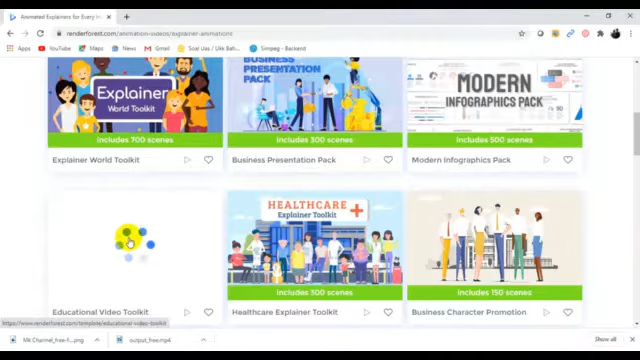 Animated Explainers for Every In
renderforest.com/animation-videos/explainer-animations
Apps
YouTube
Maps
News
Gmail
Soal Uas / Uke Bah...
Simpeg - Backend
Explainer
World Toolkit
includes 700 scenes
BUSINESS
PRESENTATION
PACK
includes 300 scenes
MODERN
INFOGRAPHICS PACK
includes 500 scenes
Explainer World Toolkit
Business Presentation Pack
Modern Infographics Pack
HEALTHCARE
Explainer Toolkit
includes 300 scenes
includes 150 scenes
Educational Video Toolkit
Healthcare Explainer Toolkit
Business Character Promotion
https://www.renderforest.com/template/educational-video-toolkit
output_free.mp4
Show all